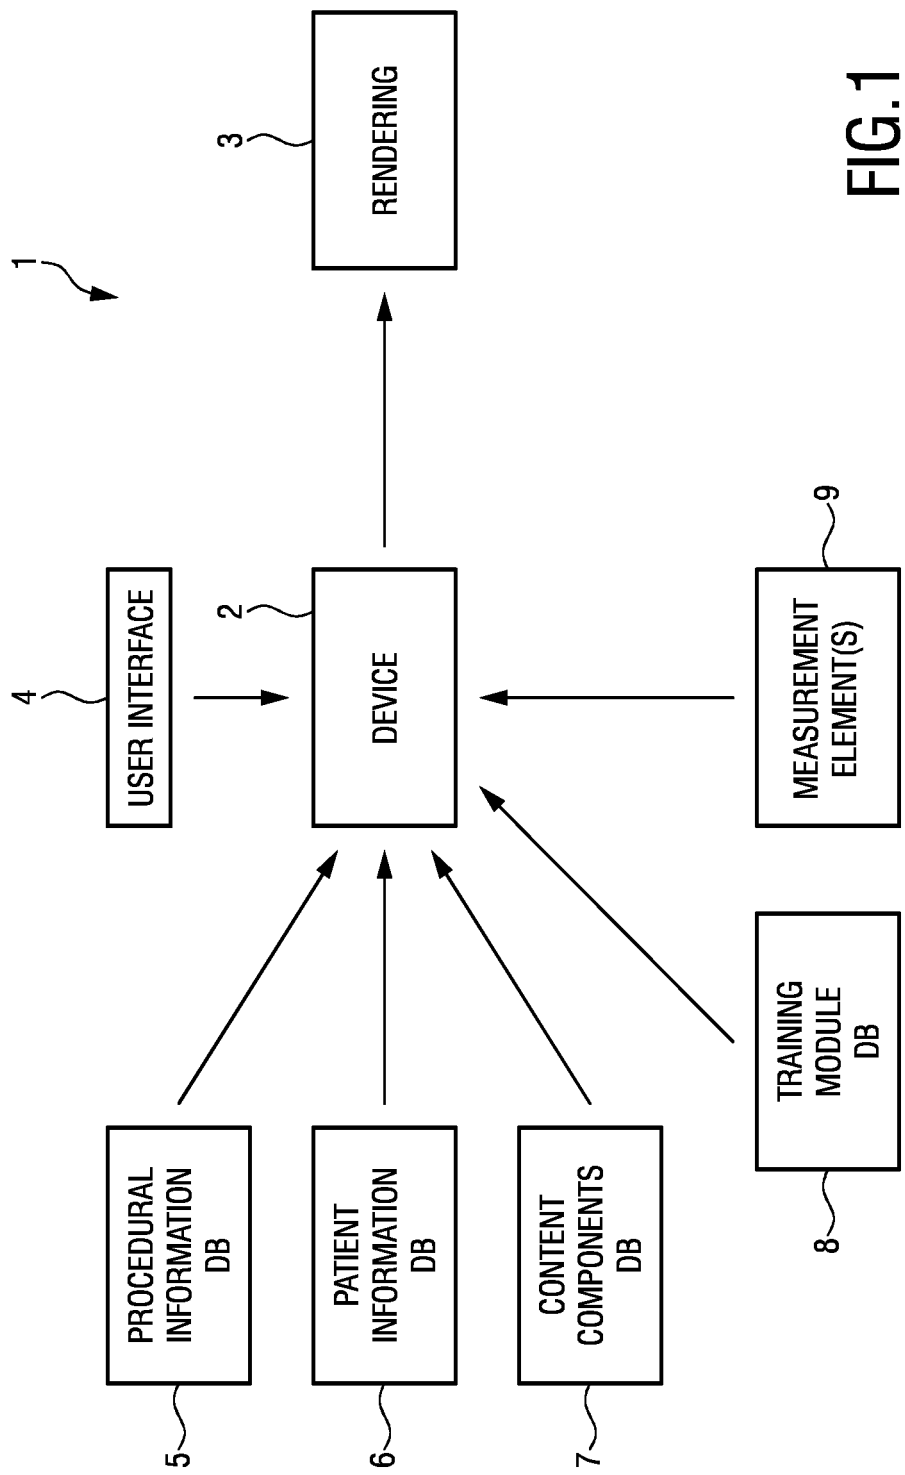 1
4
USER INTERFACE
5
PROCEDURAL
INFORMATION
DB
6
PATIENT
INFORMATION
DB
2
DEVICE
3
RENDERING
7
CONTENT
COMPONENTS
DB
8
TRAINING
MODULE
DB
9
MEASUREMENT
ELEMENT(S)
FIG.1